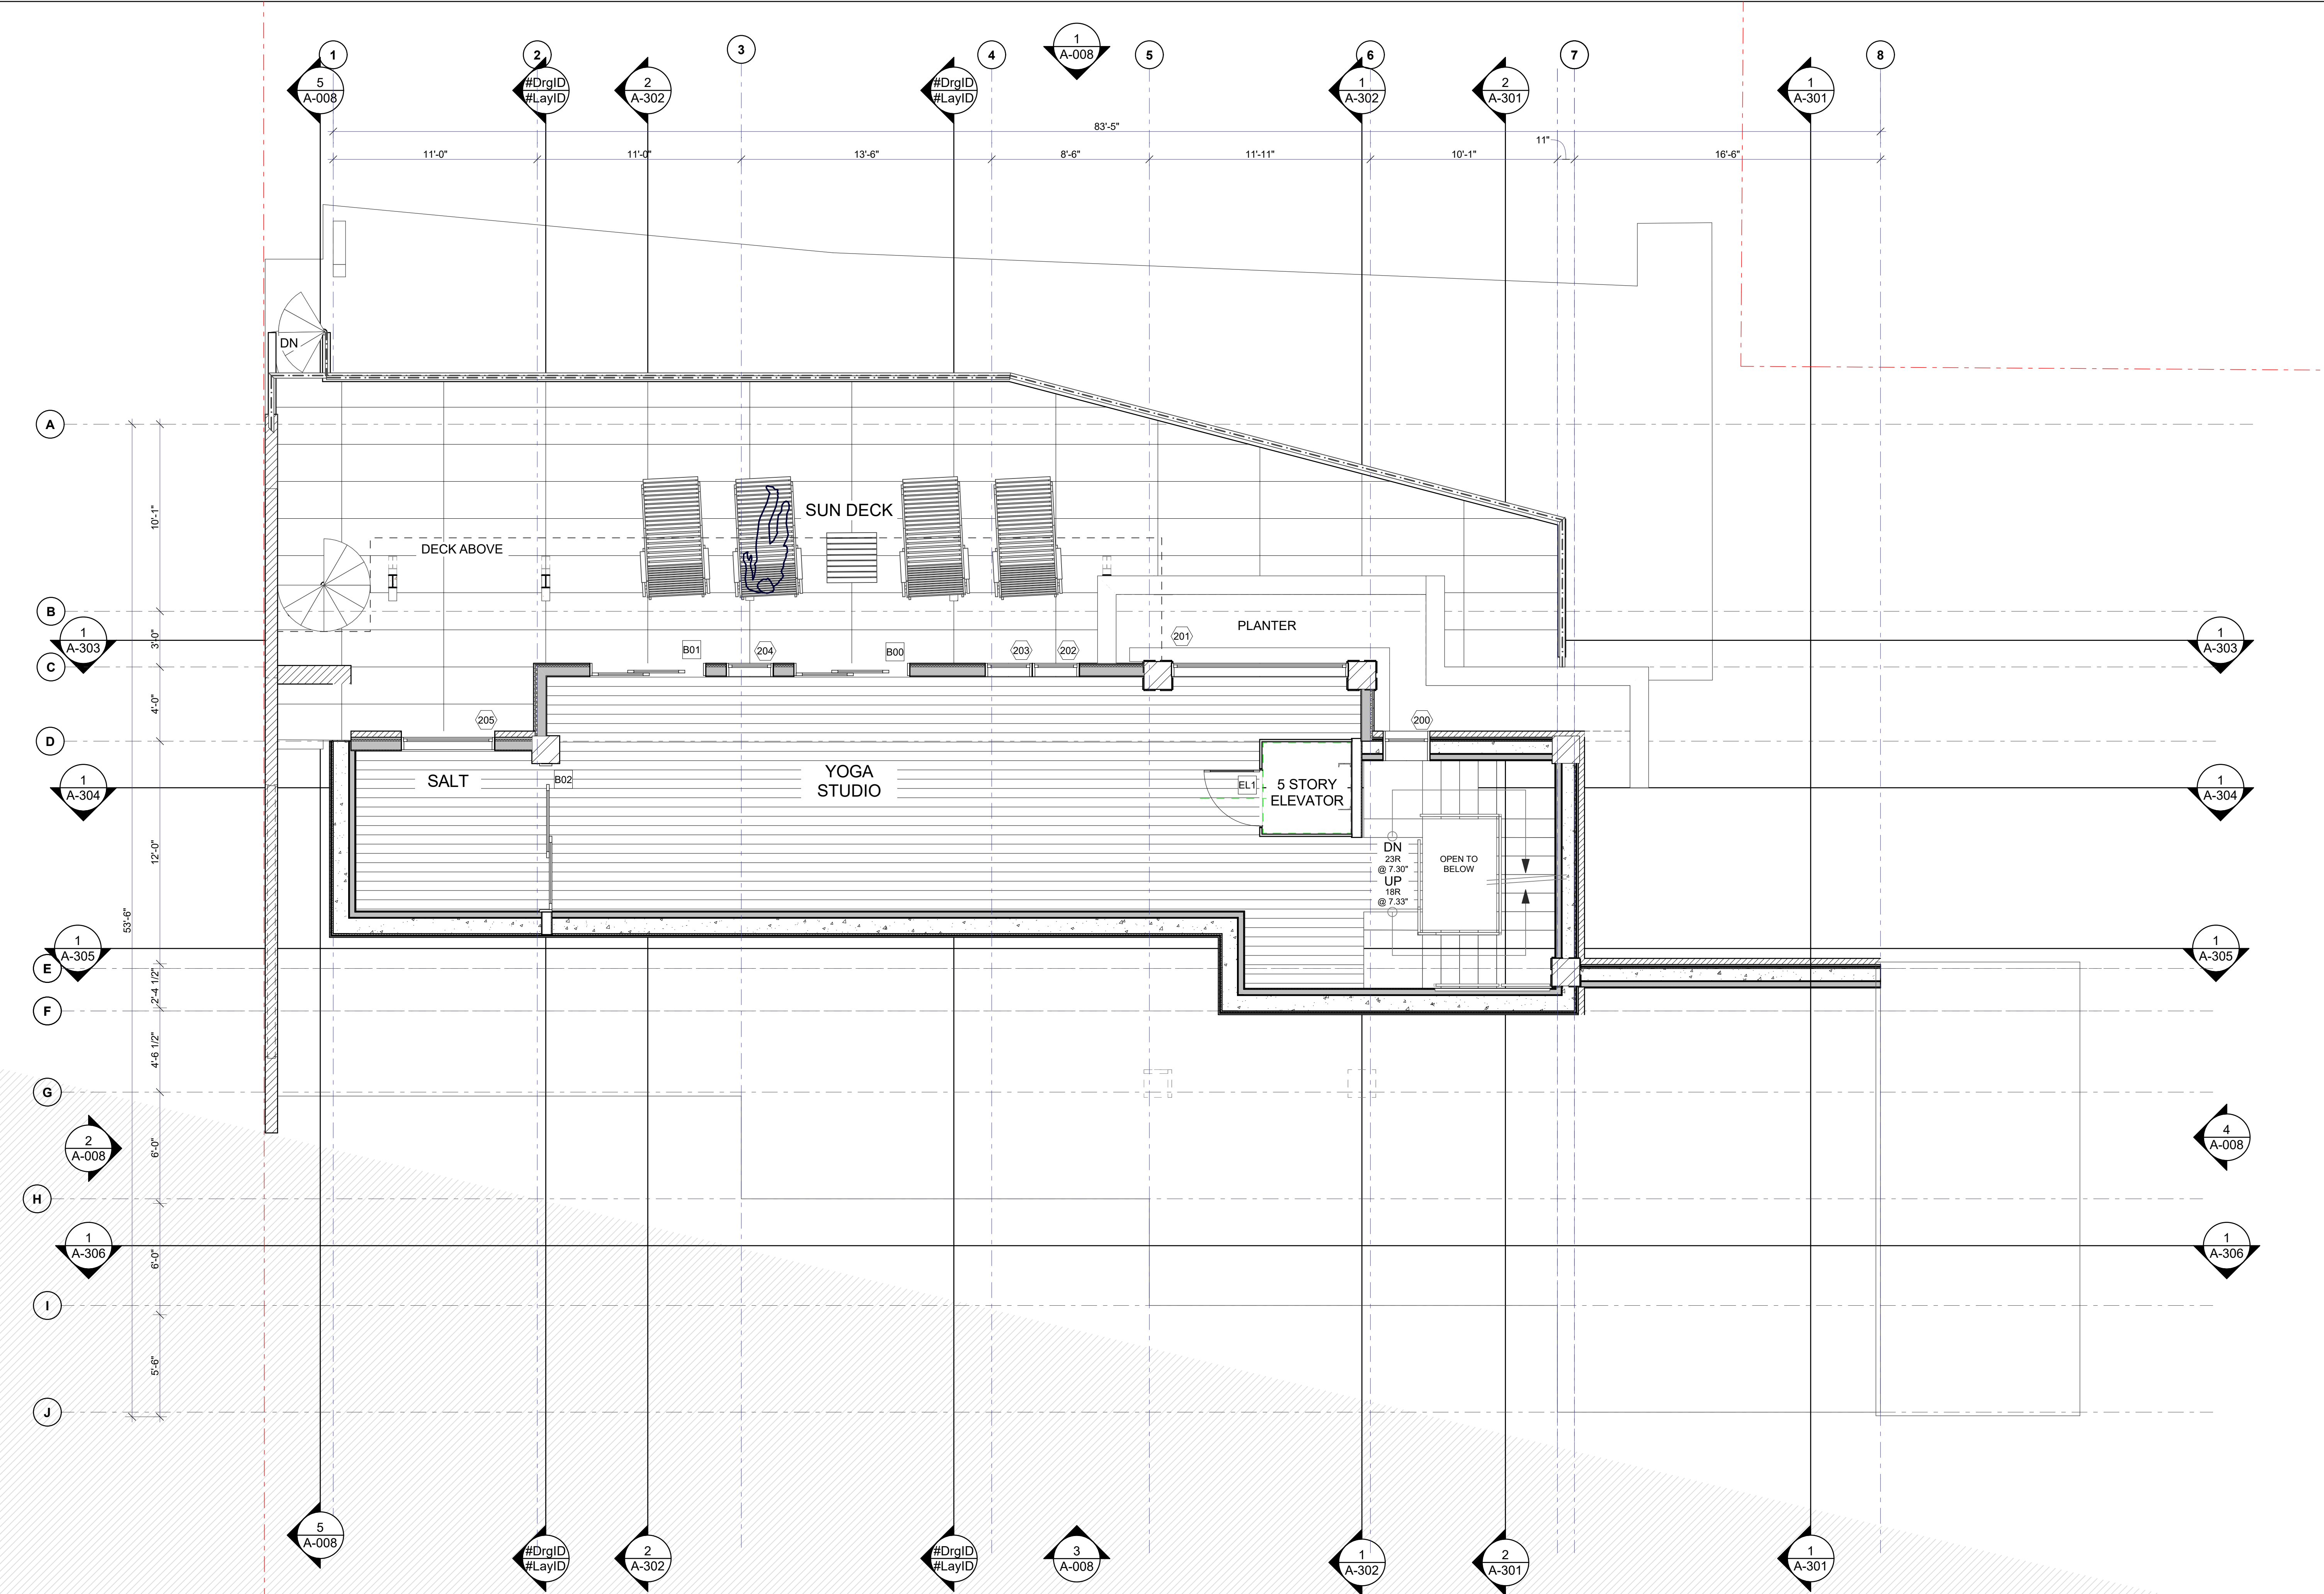 1
2
3
4
1
A-008
5
6
7
8
5
A-008
#DrgID
#LayID
2
A-302
#DrgID
#LayID
1
A-302
2
A-301
1
A-301
83'-5"
11'-0"
11'-0"
13'-6"
8'-6"
11'-11"
10'-1"
11"
16'-6"
DN
A
10'-1"
SUN DECK
DECK ABOVE
B
3'-0"
1
A-303
PLANTER
201
1
A-303
C
B01
204
B00
203
202
4'-0"
205
200
D
SALT
B02
YOGA
STUDIO
EL1
5 STORY
ELEVATOR
1
A-304
1
A-304
12'-0"
DN
23R
@ 7.30"
UP
18R
@ 7.33"
OPEN TO
BELOW
53'-6"
1
A-305
1
A-305
E
2'-4 1/2"
F
4'-6 1/2"
G
2
A-008
6'-0"
4
A-008
H
1
A-306
6'-0"
1
A-306
I
5'-6"
J
5
A-008
#DrgID
#LayID
2
A-302
#DrgID
#LayID
3
A-008
1
A-302
2
A-301
1
A-301